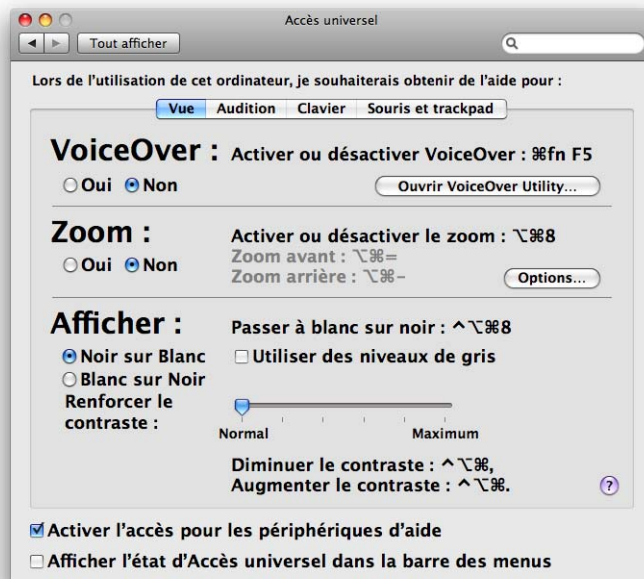 Accès universel
Tout afficher
Lors de l'utilisation de cet ordinateur, je souhaiterais obtenir de l'aide pour :
Vue Audition Clavier Souris et trackpad
VoiceOver : Activer ou désactiver VoiceOver : ⌘fn F5
Oui Non Ouvrir VoiceOver Utility...
Zoom : Activer ou désactiver le zoom : ⌥⌘8
Oui Non Zoom avant : ⌥⌘=
Zoom arrière : ⌥⌘- Options...
Afficher : Passer à blanc sur noir : ^⌥⌘8
Noir sur Blanc Utiliser des niveaux de gris
Blanc sur Noir
Renforcer le
contraste :
Normal Maximum
Diminuer le contraste : ^⌥⌘,
Augmenter le contraste : ^⌥⌘. ?
Activer l'accès pour les périphériques d'aide
Afficher l'état d'Accès universel dans la barre des menus